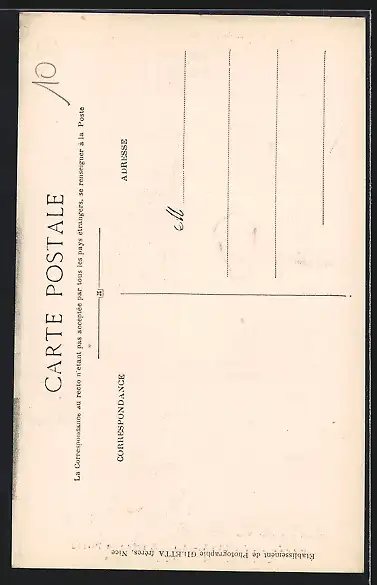 10
CARTE POSTALE
La Correspondance au recto n'étant pas acceptée par tous les pays étrangers, se renseigner à la Poste
CORRESPONDANCE
ADRESSE
M
Établissement de Photographie GILETTA frères, Nice